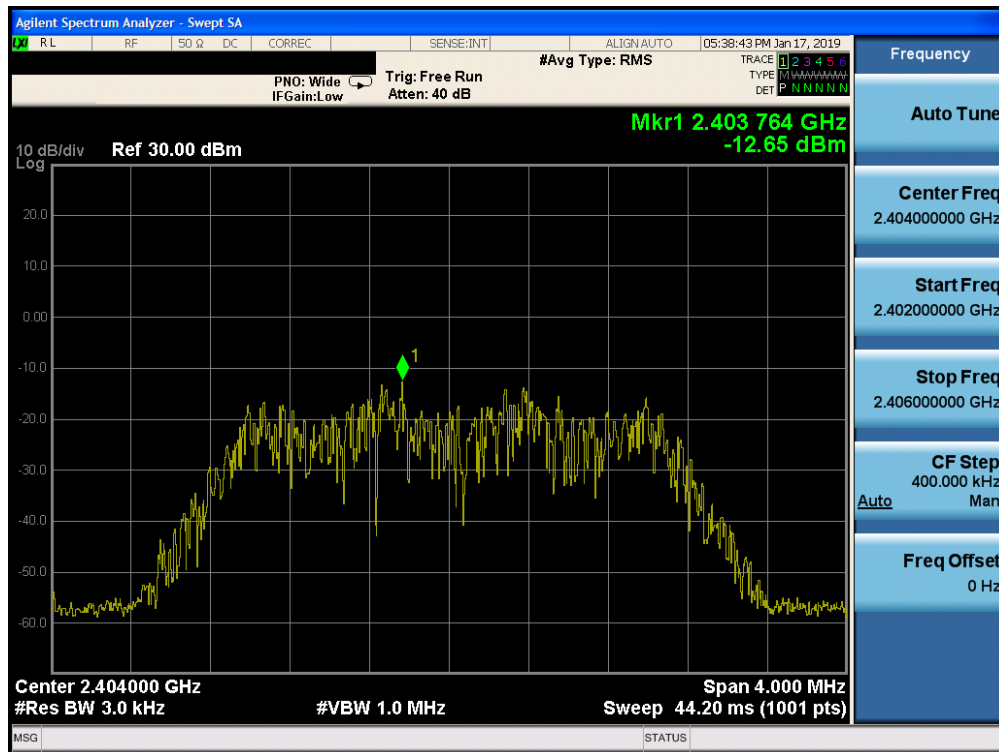 Agilent Spectrum Analyzer - Swept SA
LXI RL RF 50 Ω DC CORREC SENSE:INT ALIGN AUTO 05:38:43 PM Jan 17, 2019
#Avg Type: RMS
TRACE 1 2 3 4 5 6
TYPE M
DET P N N N N N
PNO: Wide
IFGain:Low
Trig: Free Run
Atten: 40 dB
Mkr1 2.403 764 GHz
-12.65 dBm
10 dB/div Ref 30.00 dBm
Log
20.0
10.0
0.00
-10.0
-20.0
-30.0
-40.0
-50.0
-60.0
1
Center 2.404000 GHz
Span 4.000 MHz
#Res BW 3.0 kHz
#VBW 1.0 MHz
Sweep 44.20 ms (1001 pts)
MSG
STATUS
Frequency
Auto Tune
Center Freq
2.404000000 GHz
Start Freq
2.402000000 GHz
Stop Freq
2.406000000 GHz
CF Step
400.000 kHz
Auto Man
Freq Offset
0 Hz